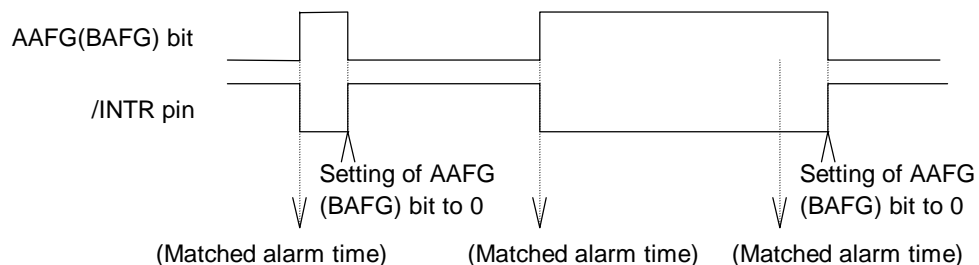 AAFG(BAFG) bit
/INTR pin
Setting of AAFG
(BAFG) bit to 0
Setting of AAFG
(BAFG) bit to 0
(Matched alarm time)
(Matched alarm time)
(Matched alarm time)